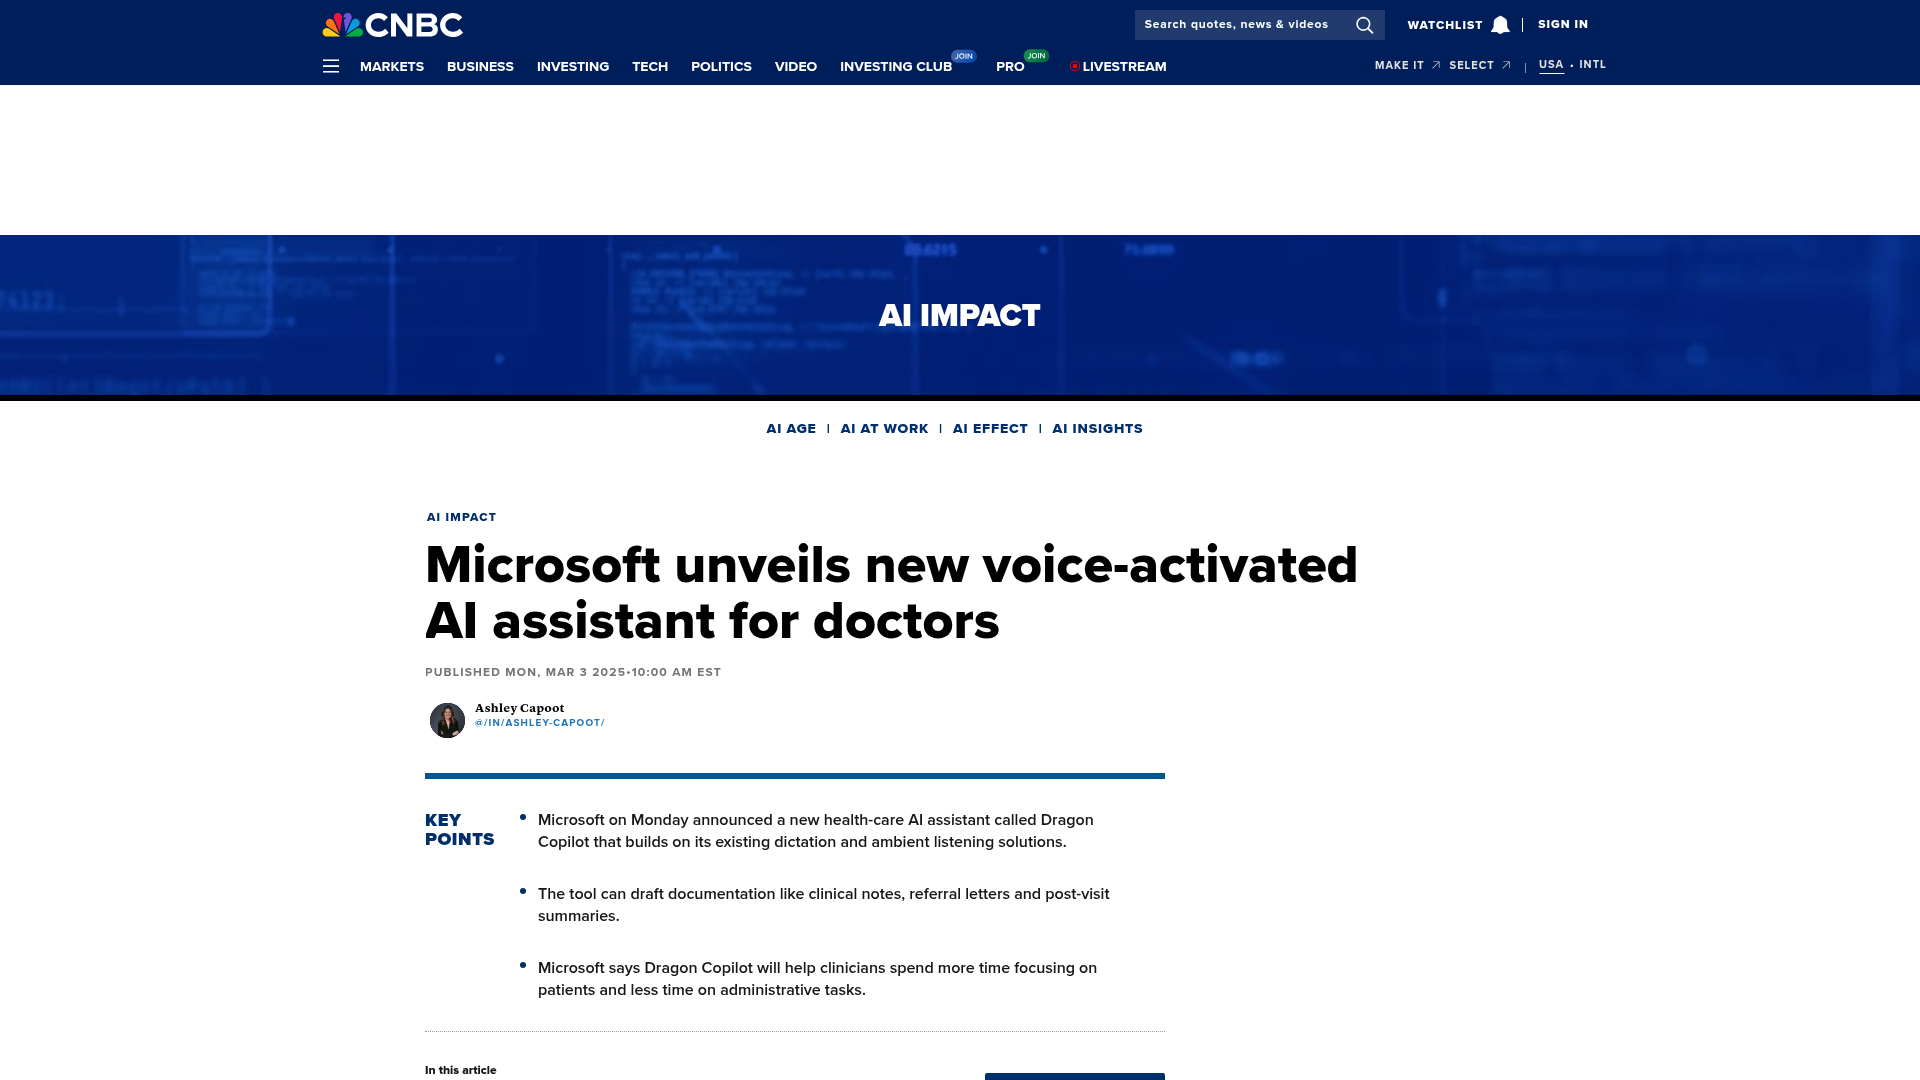 CNBC
Search quotes, news & videos
WATCHLIST
SIGN IN
MARKETS
BUSINESS
INVESTING
TECH
POLITICS
VIDEO
INVESTING CLUB
JOIN
PRO
JOIN
LIVESTREAM
MAKE IT
SELECT
USA • INTL
AI IMPACT
AI AGE | AI AT WORK | AI EFFECT | AI INSIGHTS
AI IMPACT
Microsoft unveils new voice-activated
AI assistant for doctors
PUBLISHED MON, MAR 3 2025•10:00 AM EST
Ashley Capoot
@/IN/ASHLEY-CAPOOT/
KEY
POINTS
• Microsoft on Monday announced a new health-care AI assistant called Dragon
Copilot that builds on its existing dictation and ambient listening solutions.
• The tool can draft documentation like clinical notes, referral letters and post-visit
summaries.
• Microsoft says Dragon Copilot will help clinicians spend more time focusing on
patients and less time on administrative tasks.
In this article